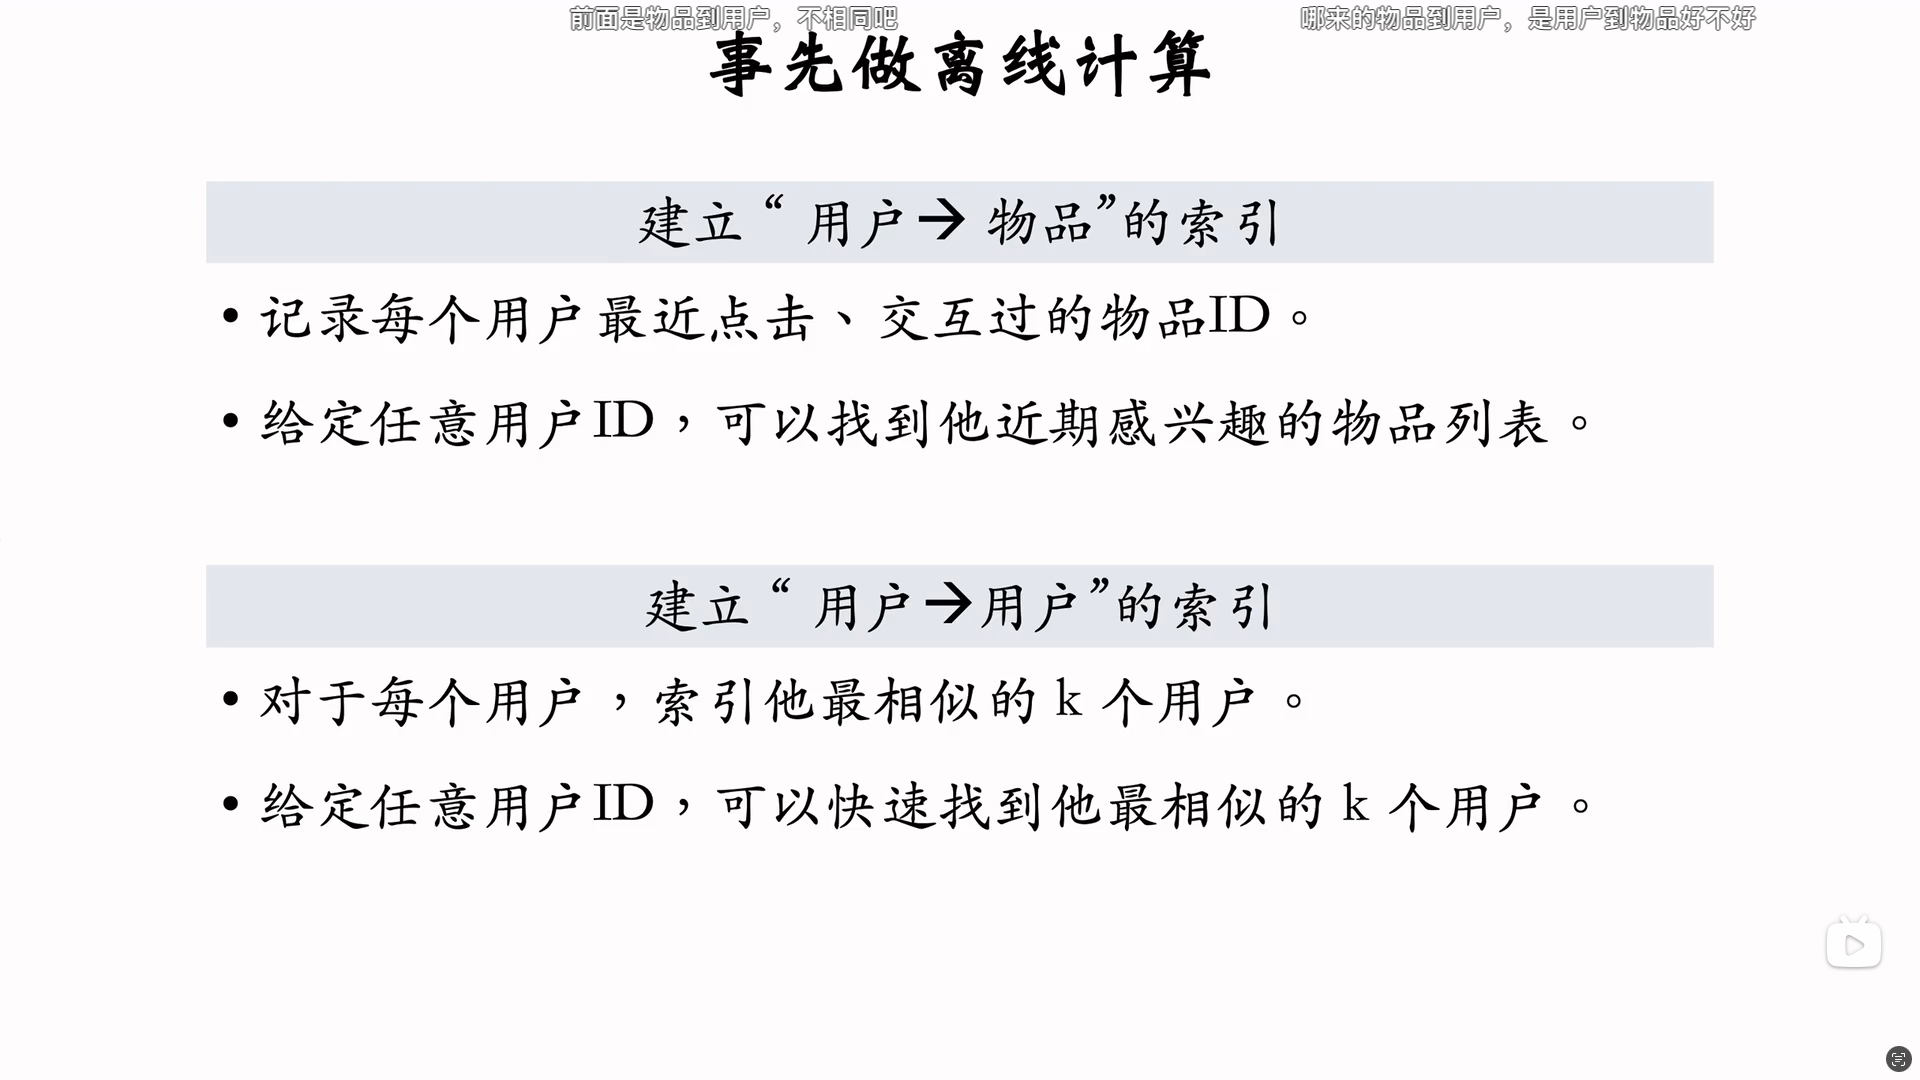 前面是物品到用户，不相同吧
哪来的物品到用户，是用户到物品好不好
事先做离线计算
建立“用户→物品”的索引
• 记录每个用户最近点击、交互过的物品ID。
• 给定任意用户ID，可以找到他近期感兴趣的物品列表。
建立“用户→用户”的索引
• 对于每个用户，索引他最相似的 k 个用户。
• 给定任意用户ID，可以快速找到他最相似的 k 个用户。